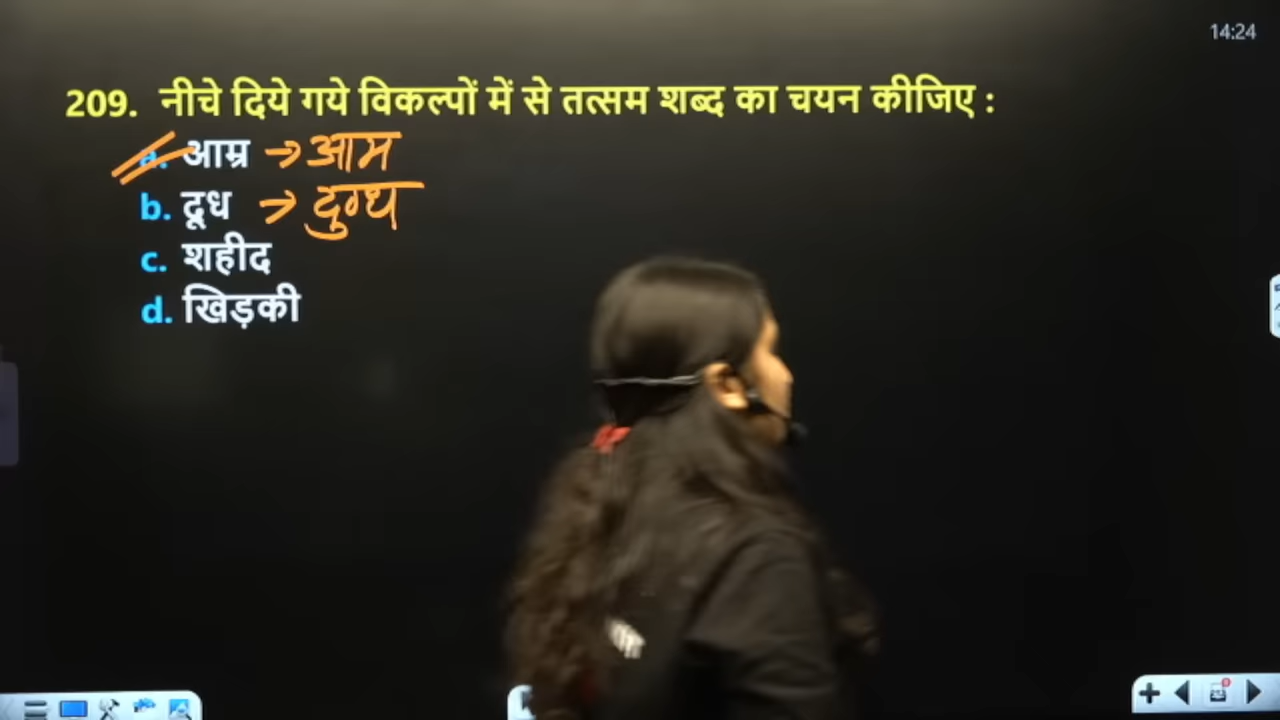 14:24
209. नीचे दिये गये विकल्पों में से तत्सम शब्द का चयन कीजिए :
a. आम्र → आम
b. दूध → दुग्ध
c. शहीद
d. खिड़की